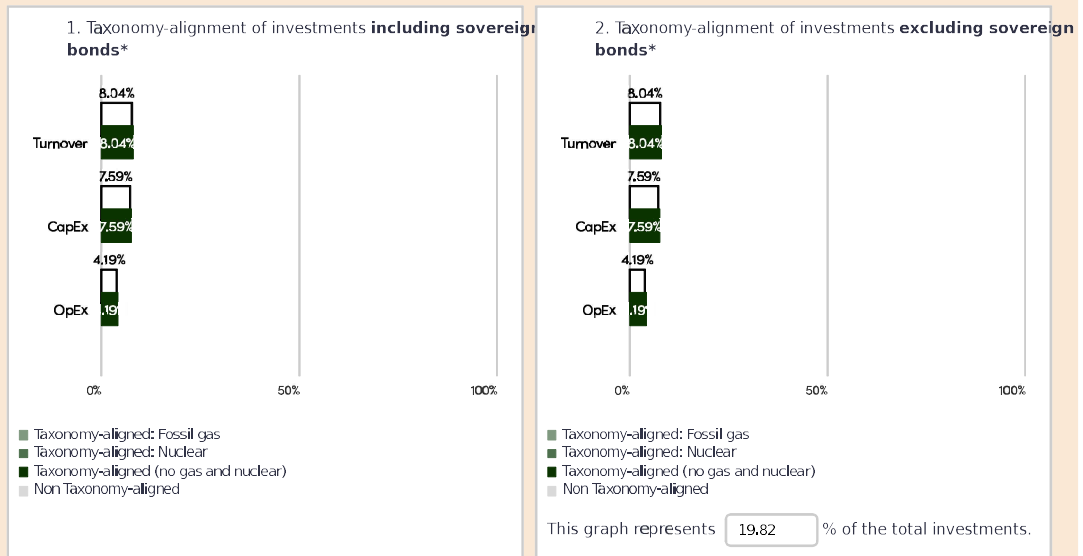 1. Taxonomy-alignment of investments including sovereign
bonds*
8.04%
Turnover 8.04%
7.59%
CapEx 7.59%
4.19%
OpEx .19
0% 50% 100%
Taxonomy-aligned: Fossil gas
Taxonomy-aligned: Nuclear
Taxonomy-aligned (no gas and nuclear)
Non Taxonomy-aligned
2. Taxonomy-alignment of investments excluding sovereign
bonds*
8.04%
Turnover 8.04%
7.59%
CapEx 7.59%
4.19%
OpEx .19
0% 50% 100%
Taxonomy-aligned: Fossil gas
Taxonomy-aligned: Nuclear
Taxonomy-aligned (no gas and nuclear)
Non Taxonomy-aligned
This graph represents 19.82 % of the total investments.